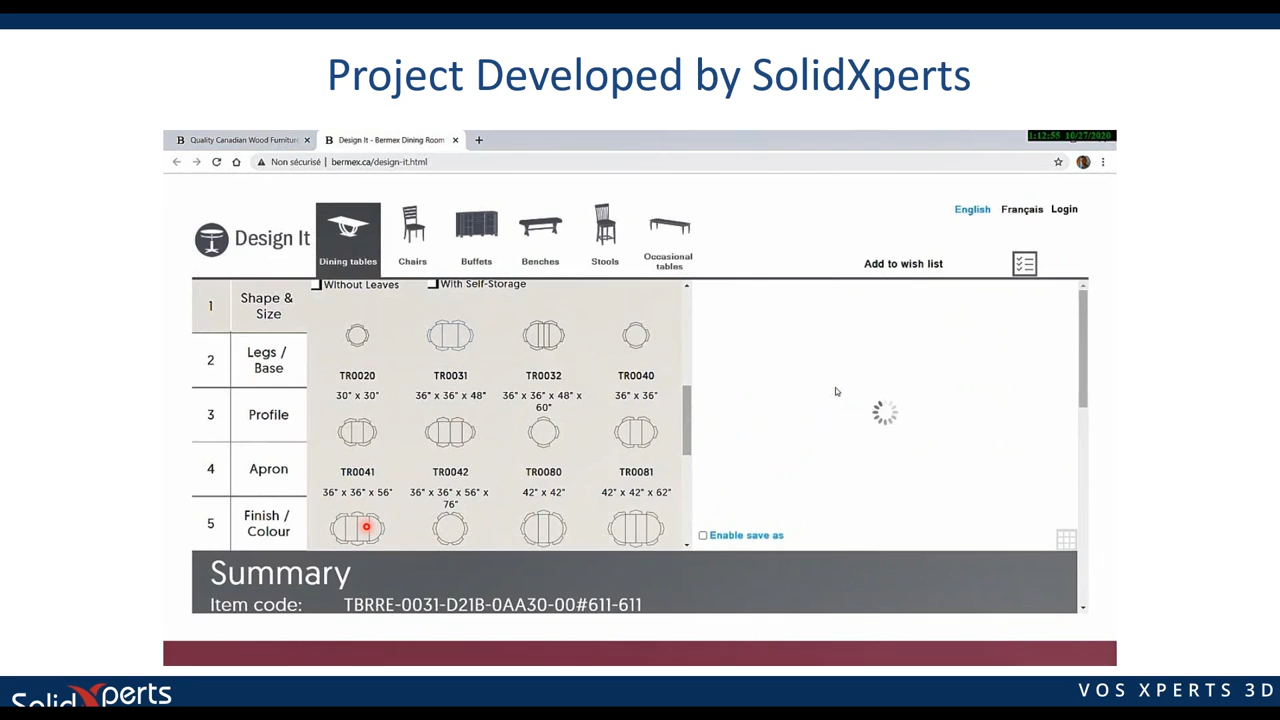 Project Developed by SolidXperts
Quality Canadian Wood Furnitur
Design It - Bermex Dining Room
1:12:55 10/27/2020
Non sécurisé | bermex.ca/design-it.html
English Français Login
Design It
Dining tables
Chairs
Buffets
Benches
Stools
Occasional
tables
Add to wish list
1 Shape &
Size
2 Legs /
Base
3 Profile
4 Apron
5 Finish /
Colour
Without Leaves With Self-Storage
TR0020 TR0031 TR0032 TR0040
30" x 30" 36" x 36" x 48" 36" x 36" x 48" x 36" x 36"
60"
TR0041 TR0042 TR0080 TR0081
36" x 36" x 56" 36" x 36" x 56" x 42" x 42" 42" x 42" x 62"
76"
Enable save as
Summary
Item code: TBRRE-0031-D21B-0AA30-00#611-611
SolidXperts
VOS XPERTS 3D